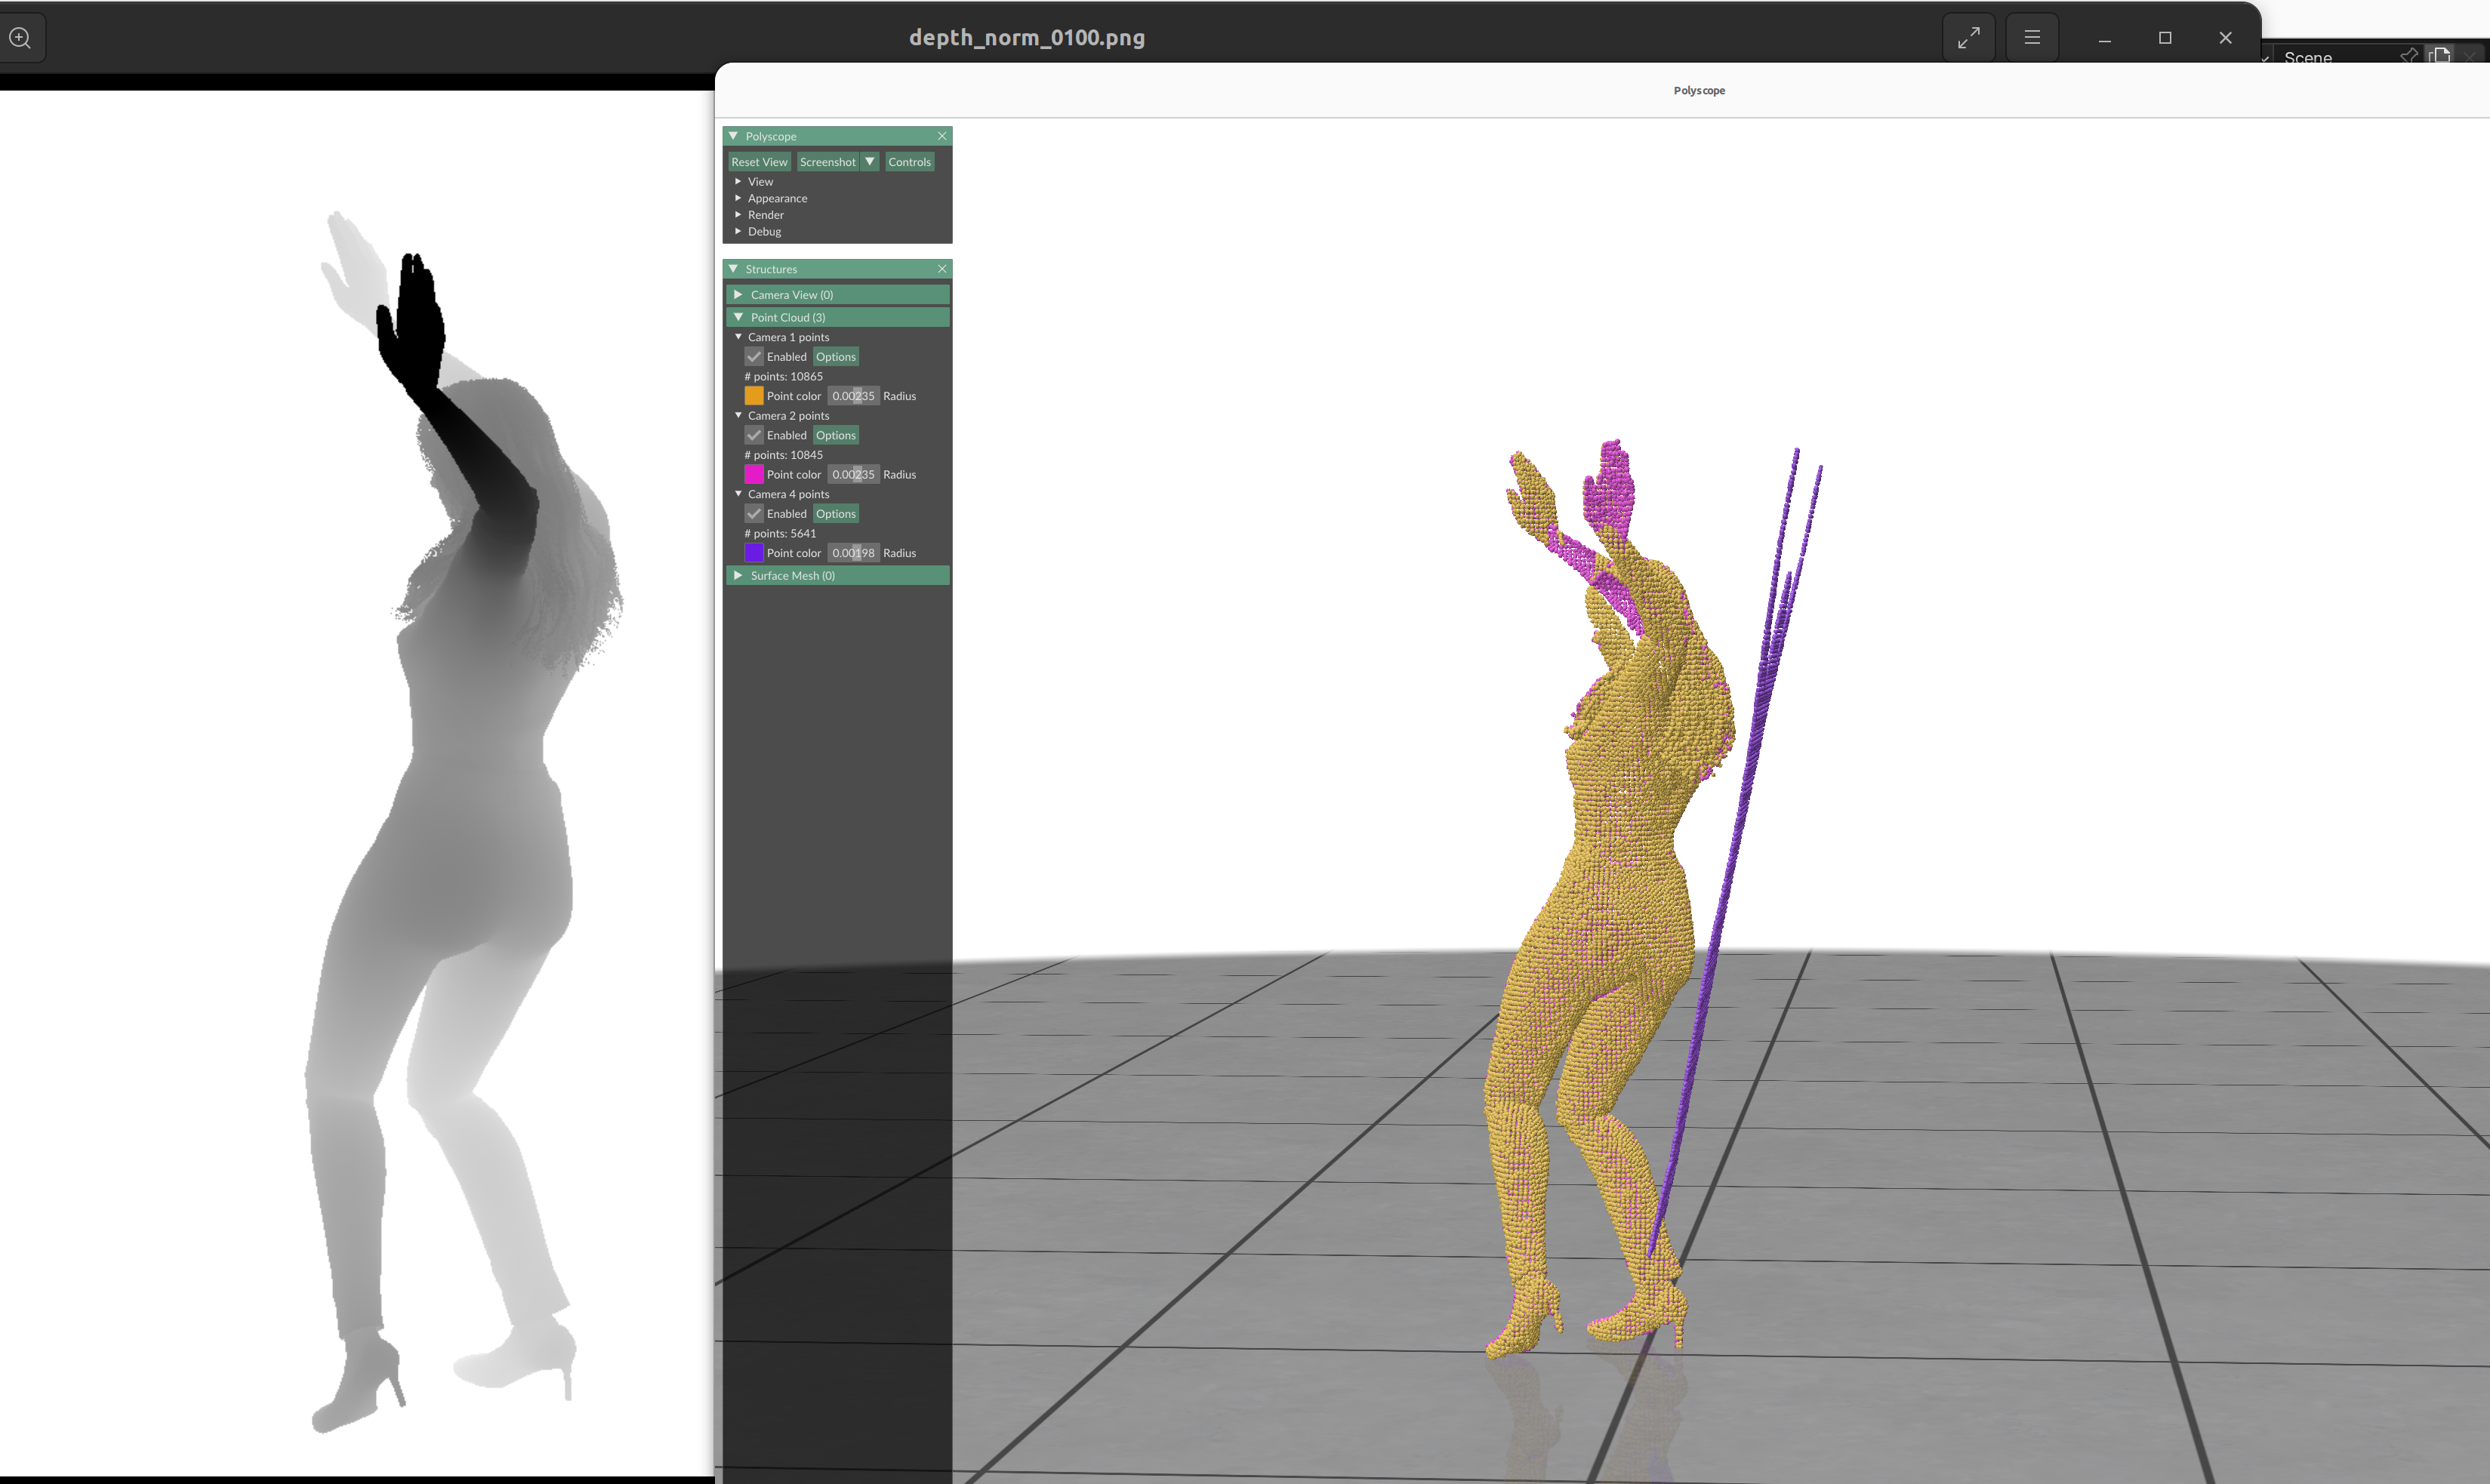 depth_norm_0100.png
Scene
Polyscope
Polyscope
Reset View Screenshot Controls
View
Appearance
Render
Debug
Structures
Camera View (0)
Point Cloud (3)
Camera 1 points
Enabled Options
# points: 10865
Point color 0.00235 Radius
Camera 2 points
Enabled Options
# points: 10845
Point color 0.00235 Radius
Camera 4 points
Enabled Options
# points: 5641
Point color 0.00198 Radius
Surface Mesh (0)